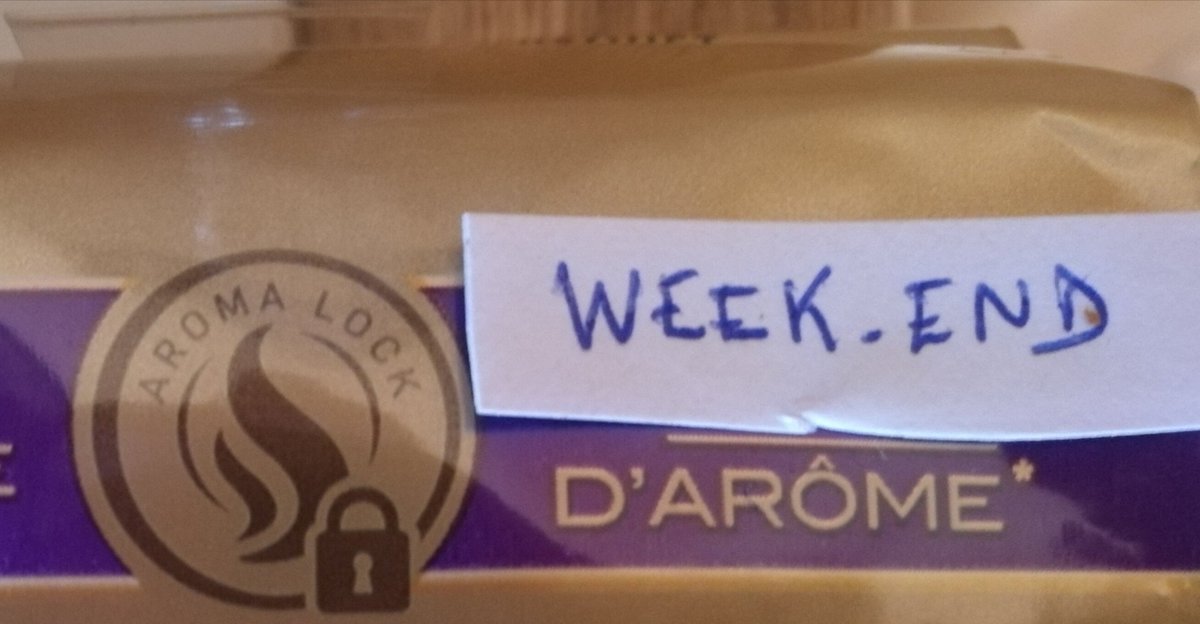 AROMA LOCK
WEEK.END
D'ARÔME*